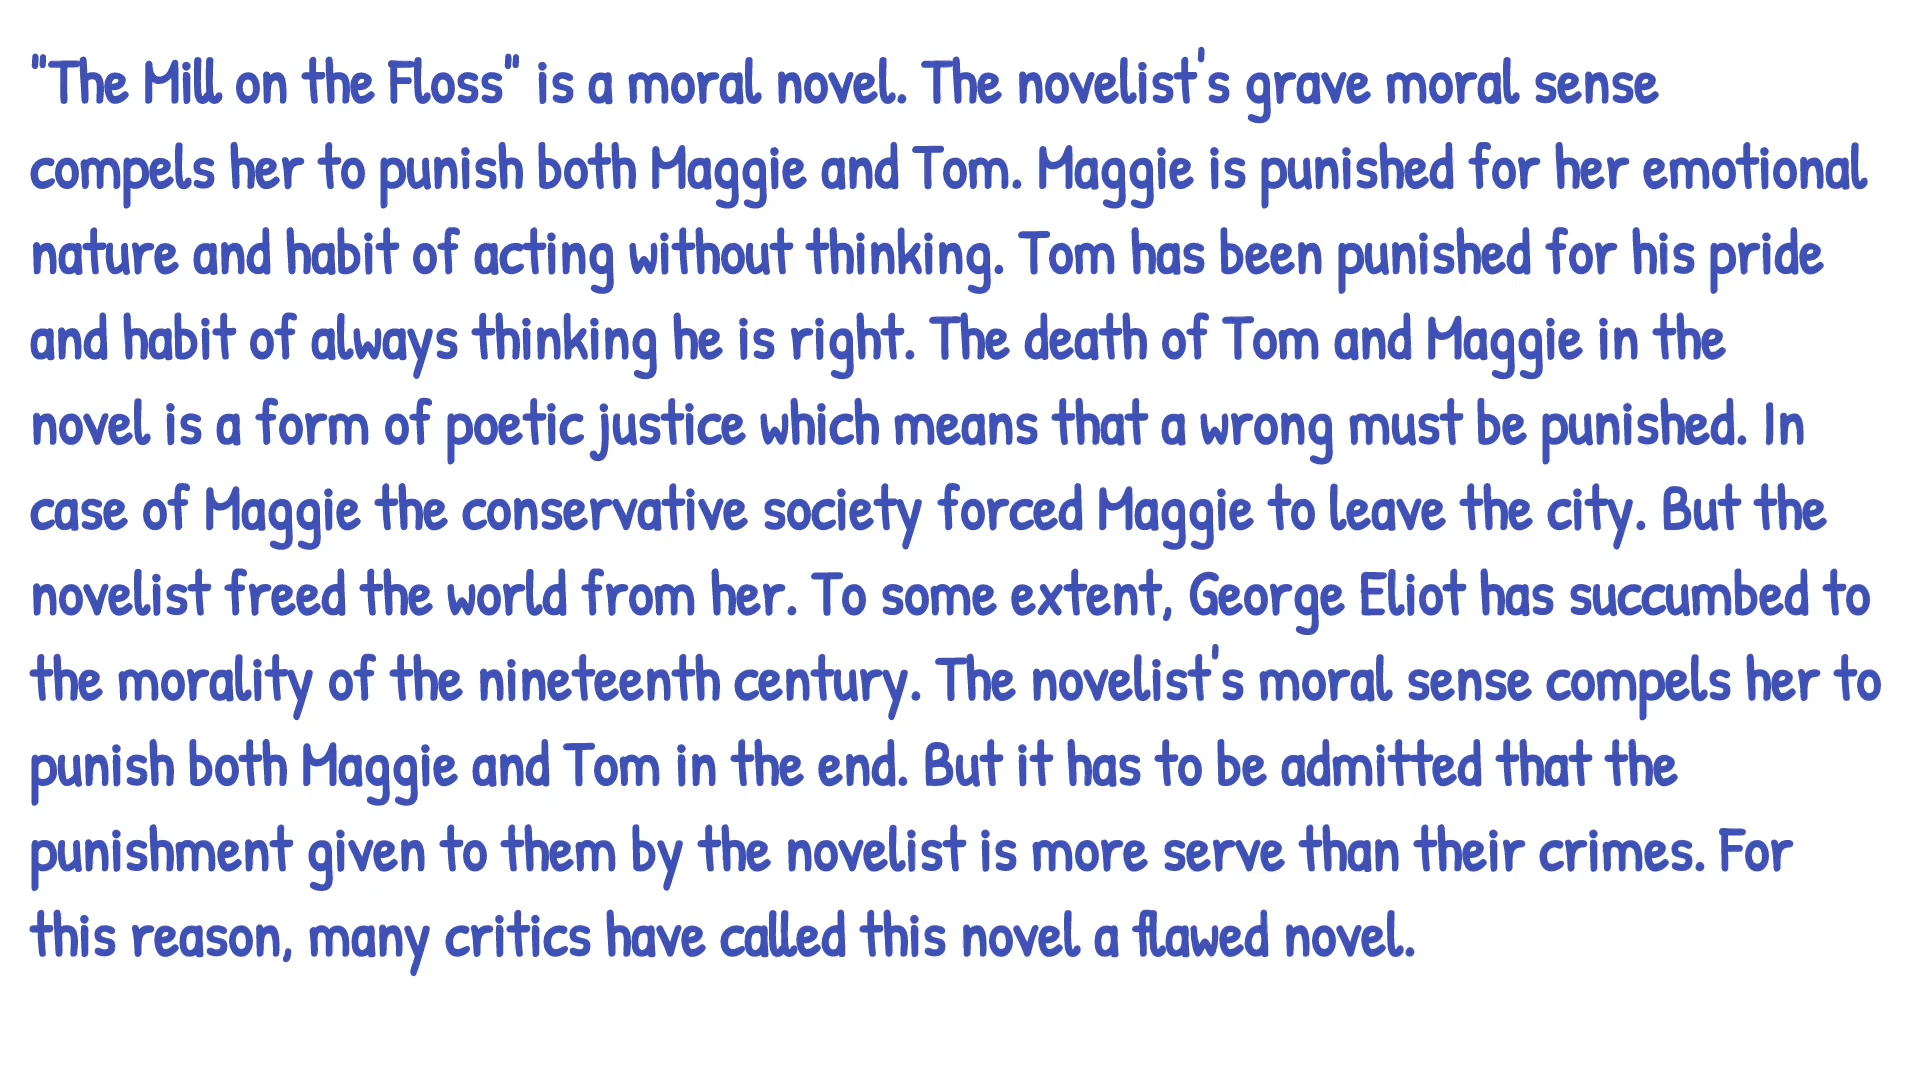 "The Mill on the Floss" is a moral novel. The novelist's grave moral sense
compels her to punish both Maggie and Tom. Maggie is punished for her emotional
nature and habit of acting without thinking. Tom has been punished for his pride
and habit of always thinking he is right. The death of Tom and Maggie in the
novel is a form of poetic justice which means that a wrong must be punished. In
case of Maggie the conservative society forced Maggie to leave the city. But the
novelist freed the world from her. To some extent, George Eliot has succumbed to
the morality of the nineteenth century. The novelist's moral sense compels her to
punish both Maggie and Tom in the end. But it has to be admitted that the
punishment given to them by the novelist is more serve than their crimes. For
this reason, many critics have called this novel a flawed novel.